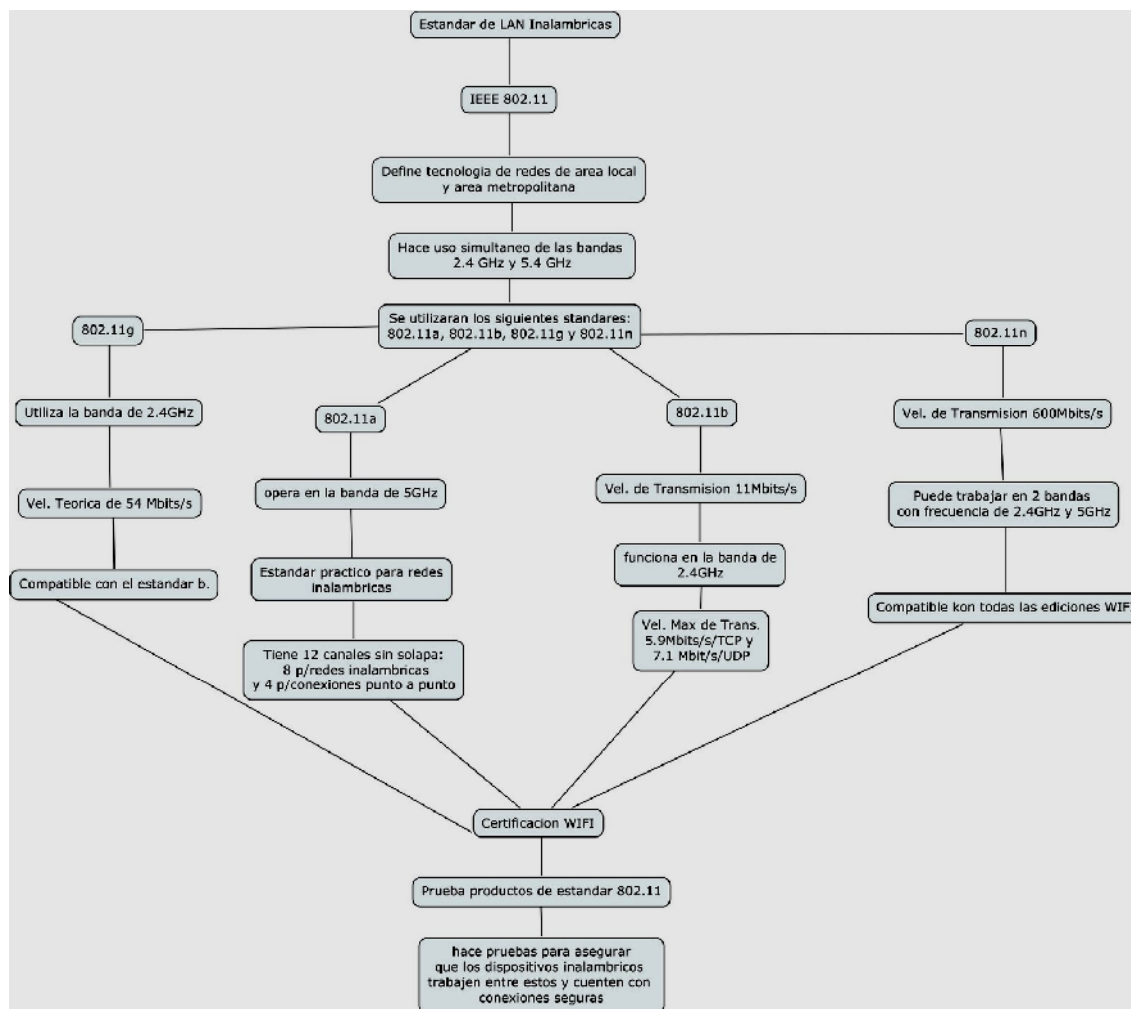 Estandar de LAN Inalambricas
IEEE 802.11
Define tecnologia de redes de area local
y area metropolitana
Hace uso simultaneo de las bandas
2.4 GHz y 5.4 GHz
Se utilizaran los siguientes standares:
802.11a, 802.11b, 802.11g y 802.11n
802.11g
Utiliza la banda de 2.4GHz
Vel. Teorica de 54 Mbits/s
Compatible con el estandar b.
802.11a
opera en la banda de 5GHz
Estandar practico para redes
inalambricas
Tiene 12 canales sin solapa:
8 p/redes inalambricas
y 4 p/conexiones punto a punto
802.11b
Vel. de Transmision 11Mbits/s
funciona en la banda de
2.4GHz
Vel. Max de Trans.
5.9Mbits/s/TCP y
7.1 Mbit/s/UDP
802.11n
Vel. de Transmision 600Mbits/s
Puede trabajar en 2 bandas
con frecuencia de 2.4GHz y 5GHz
Compatible kon todas las ediciones WIFI
Certificacion WIFI
Prueba productos de estandar 802.11
hace pruebas para asegurar
que los dispositivos inalambricos
trabajen entre estos y cuenten con
conexiones seguras